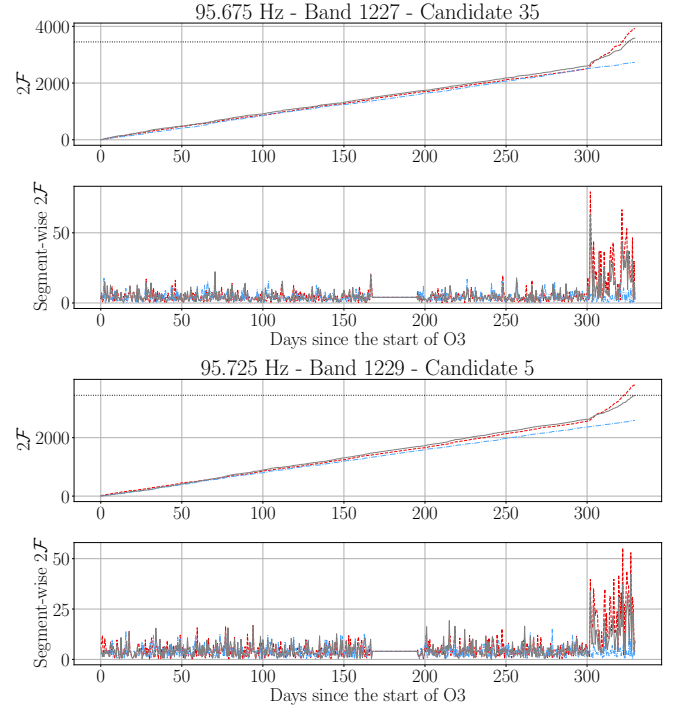 95.675 Hz - Band 1227 - Candidate 35
4000
2000
0
2ℱ
0 50 100 150 200 250 300
50
0
Segment-wise 2ℱ
0 50 100 150 200 250 300
Days since the start of O3
95.725 Hz - Band 1229 - Candidate 5
2000
0
2ℱ
0 50 100 150 200 250 300
50
25
0
Segment-wise 2ℱ
0 50 100 150 200 250 300
Days since the start of O3